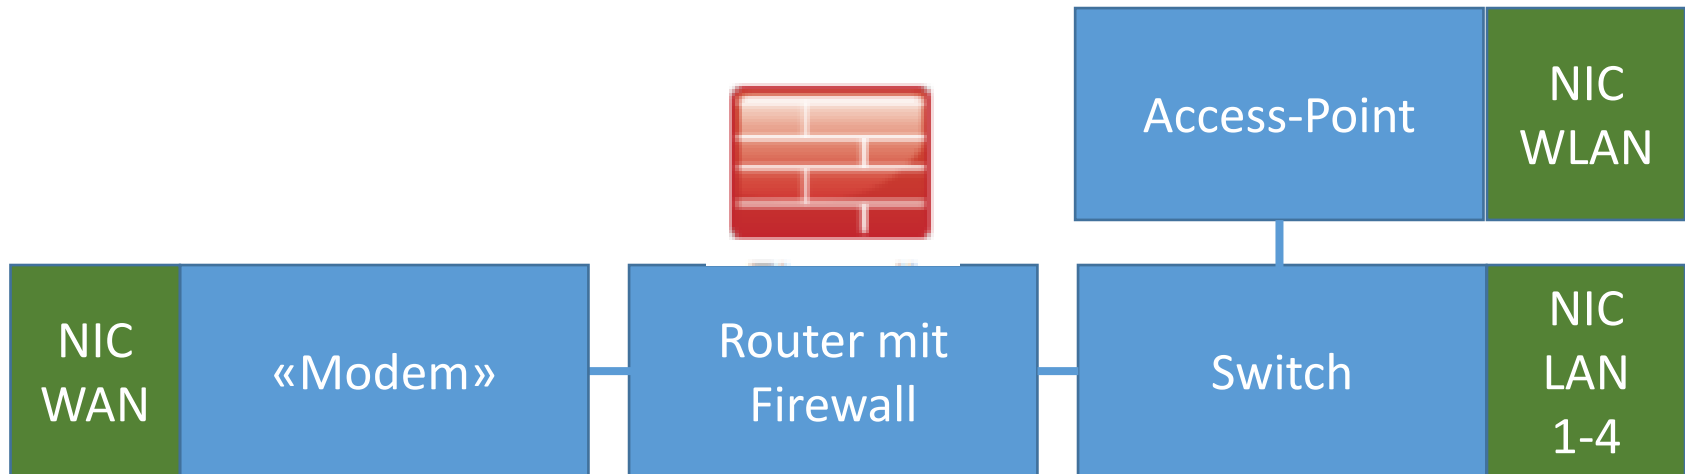 Access-Point
NIC
WLAN
NIC
WAN
«Modem»
Router mit
Firewall
Switch
NIC
LAN
1-4